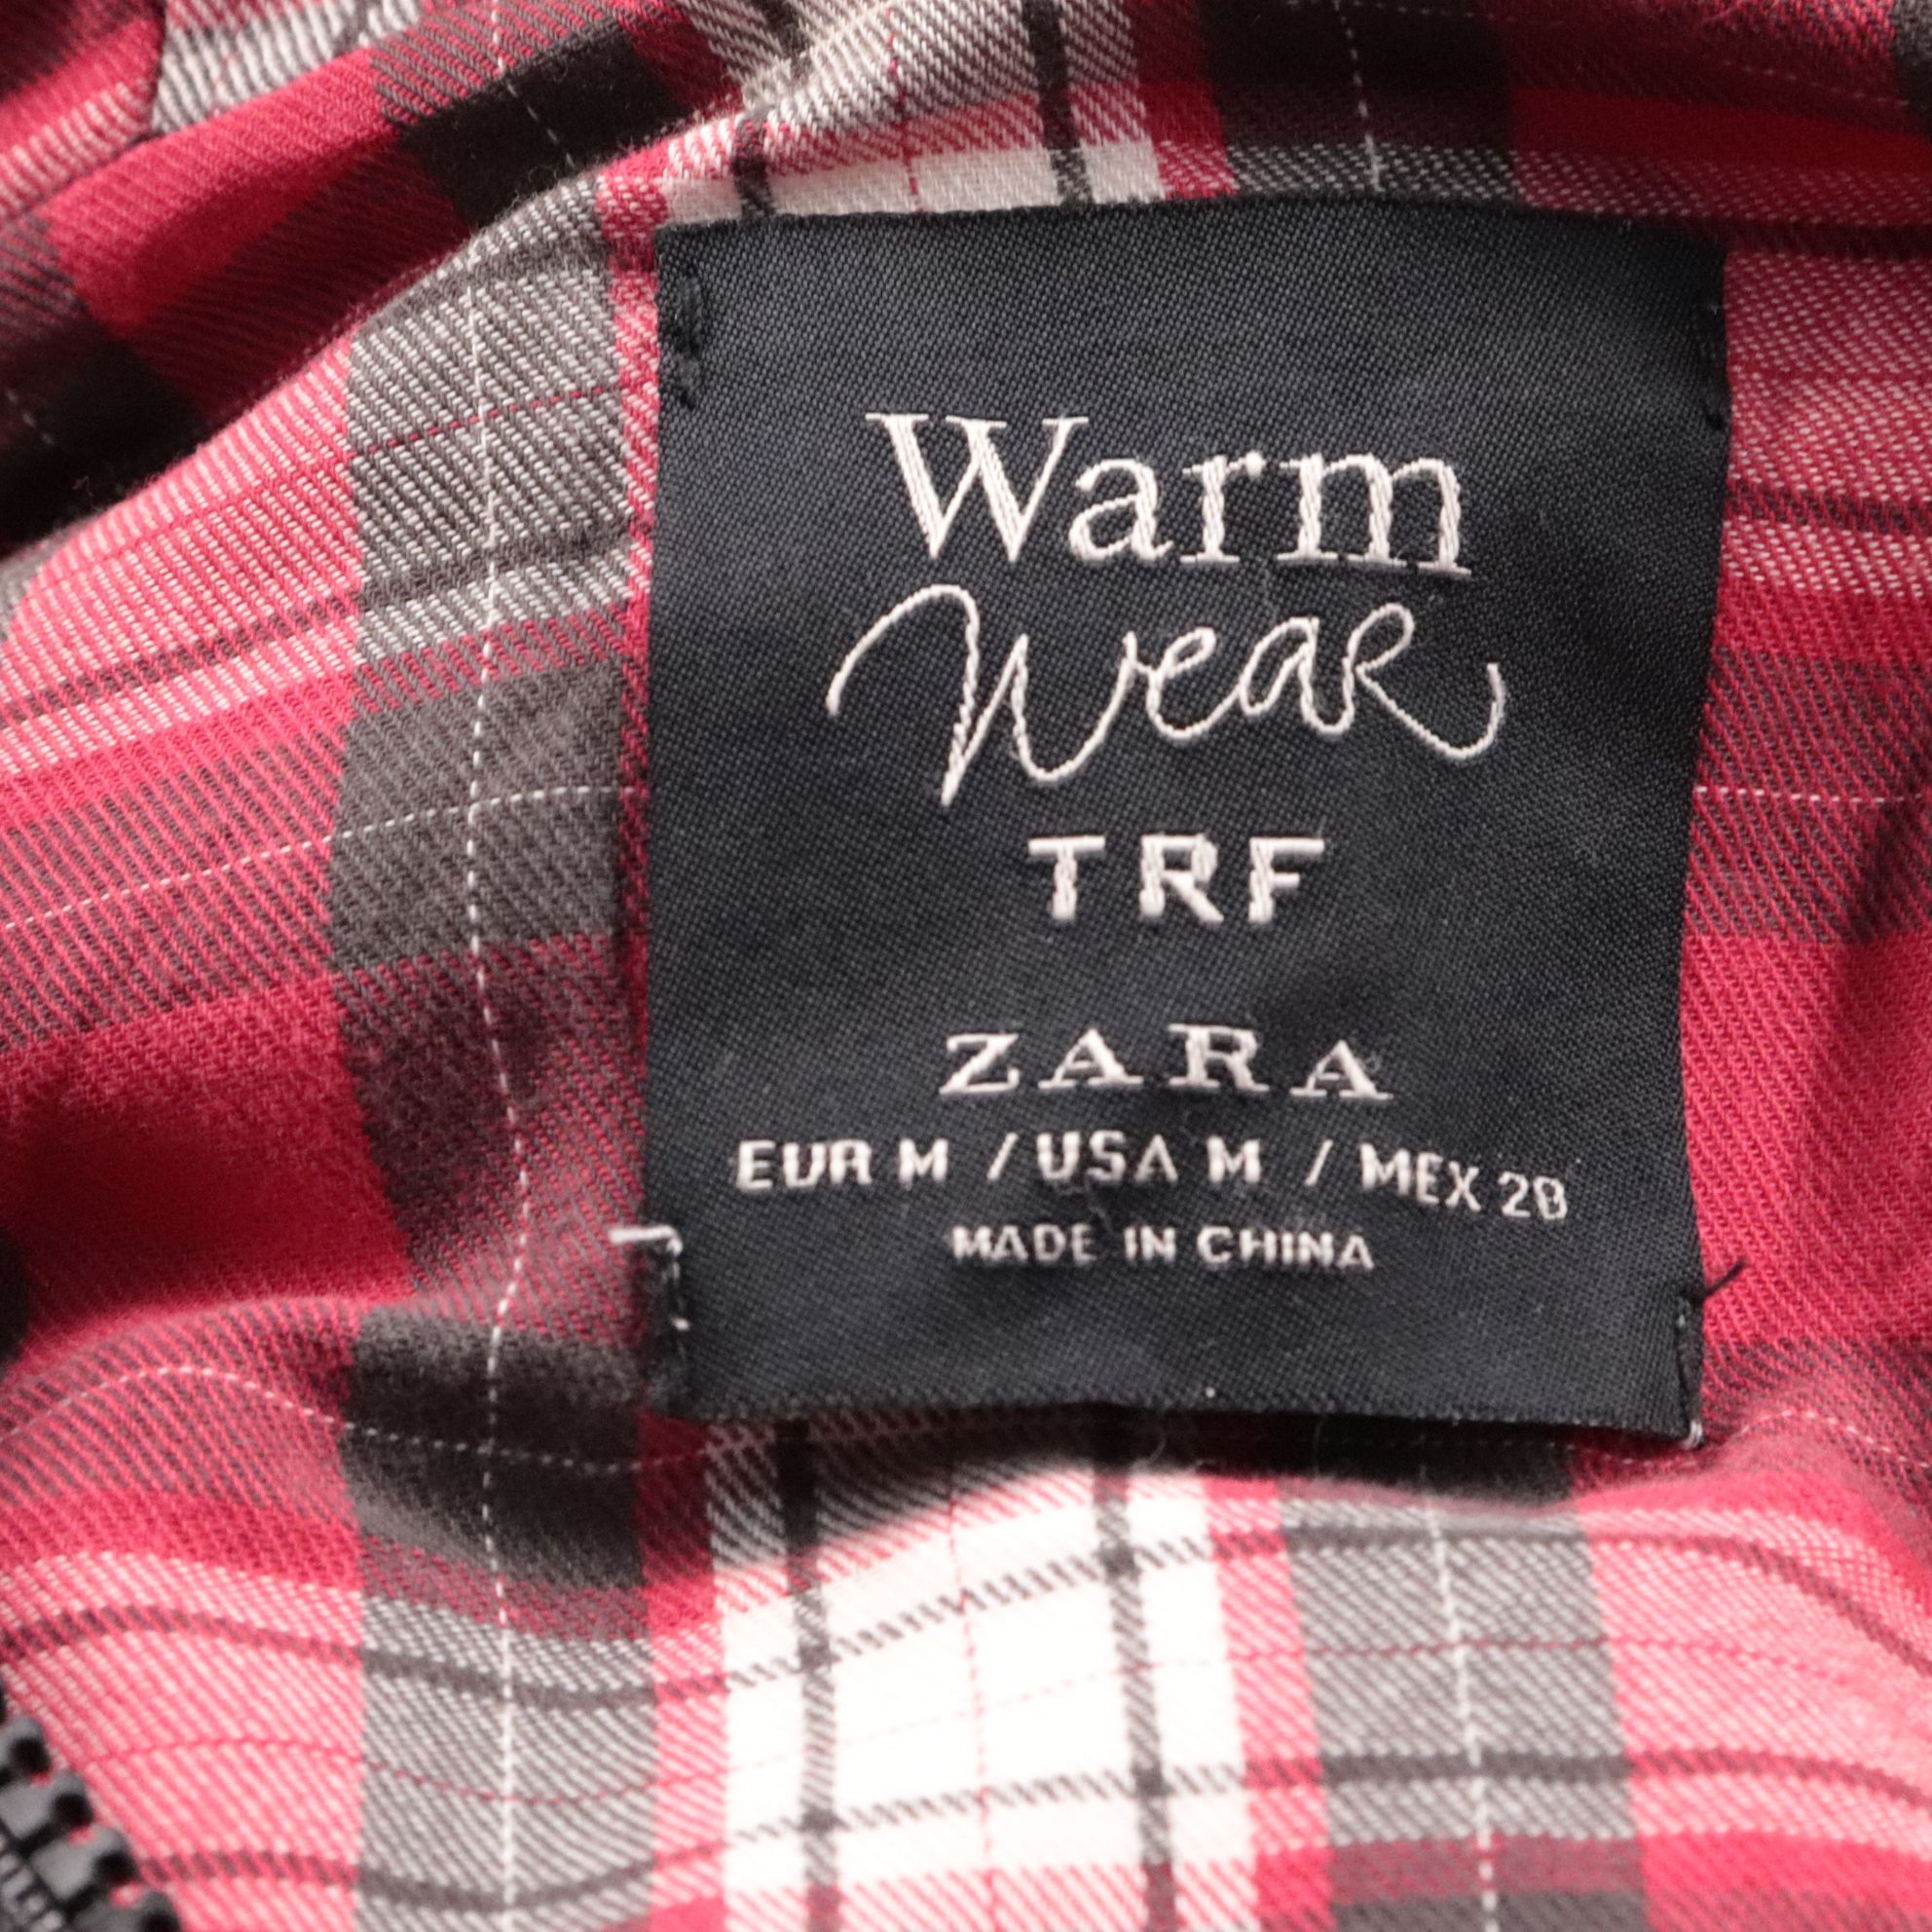 Warm
Wear
TRF
ZARA
EUR M / USA M / MEX 28
MADE IN CHINA